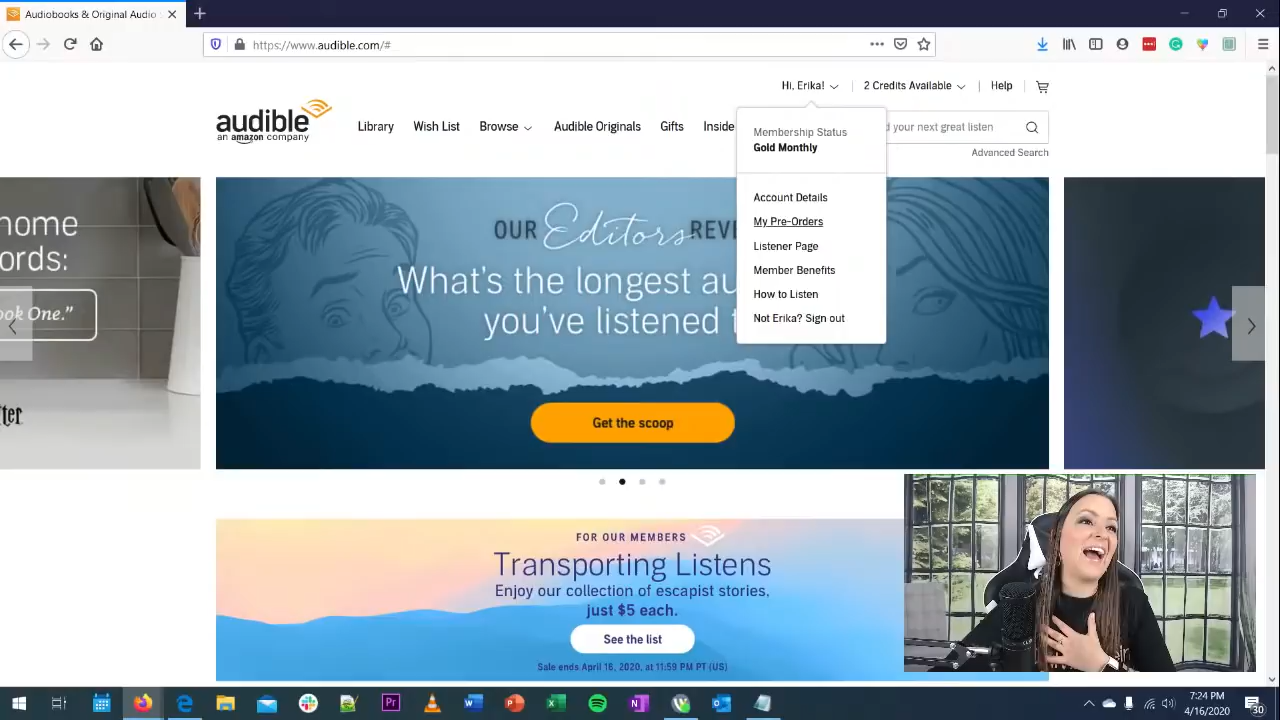 Audiobooks & Original Audio
https://www.audible.com/#
Hi, Erika!
2 Credits Available
Help
audible
an amazon company
Library
Wish List
Browse
Audible Originals
Gifts
Inside
d your next great listen
Advanced Search
Membership Status
Gold Monthly
Account Details
My Pre-Orders
Listener Page
Member Benefits
How to Listen
Not Erika? Sign out
home
ords:
ok One.”
OUR Editors REVE
What's the longest au
you've listened t
Get the scoop
FOR OUR MEMBERS
Transporting Listens
Enjoy our collection of escapist stories,
just $5 each.
See the list
Sale ends April 16, 2020, at 11:59 PM PT (US)
Pr
7:24 PM
4/16/2020
30